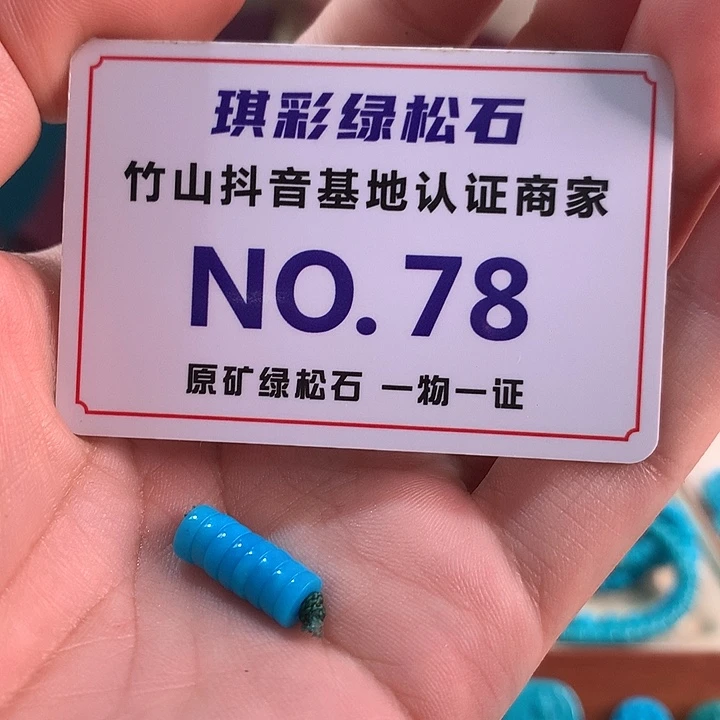 琪彩绿松石
竹山抖音基地认证商家
NO. 78
原矿绿松石 一物一证